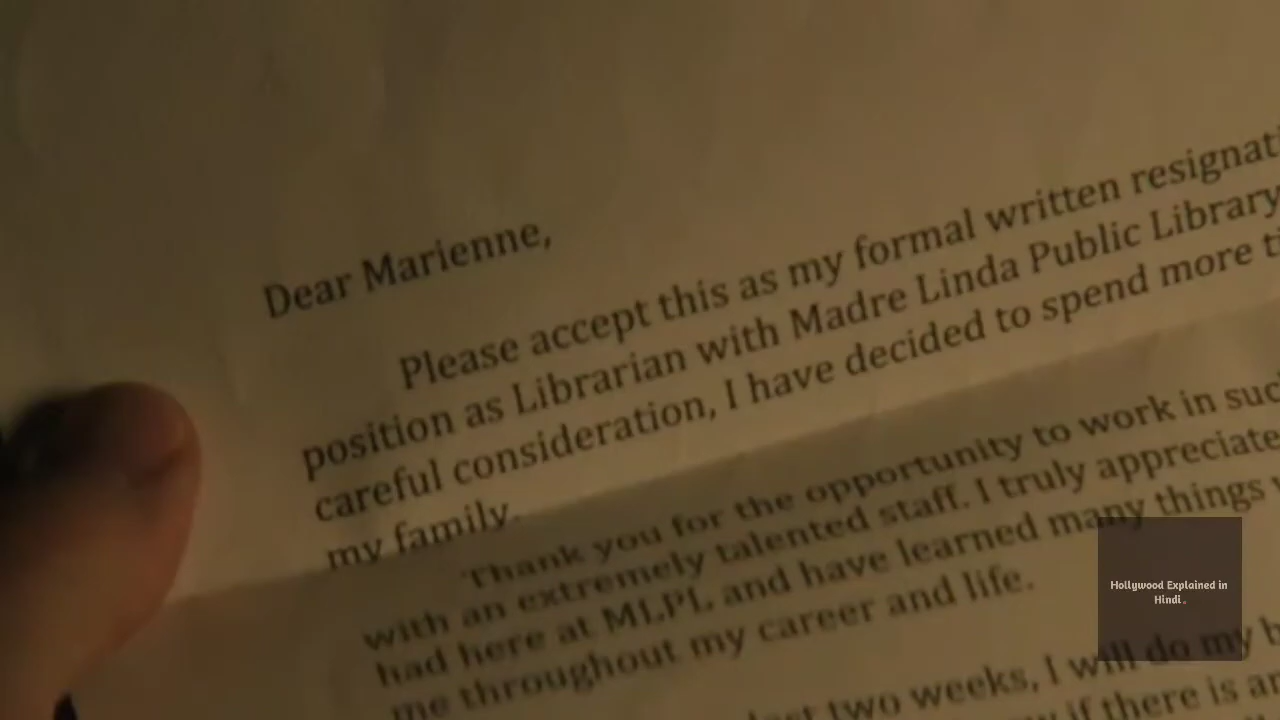 Dear Marienne,
Please accept this as my formal written
position as Librarian with Madre Linda Public Library
careful consideration, I have decided to spend more
my family.
Thank you for the opportunity to work in
with an extremely talented staff. I truly appreciate
had here at MLPL and have learned many things
me throughout my career and life.
two weeks, I will do my
if there is
Hollywood Explained in
Hindi.